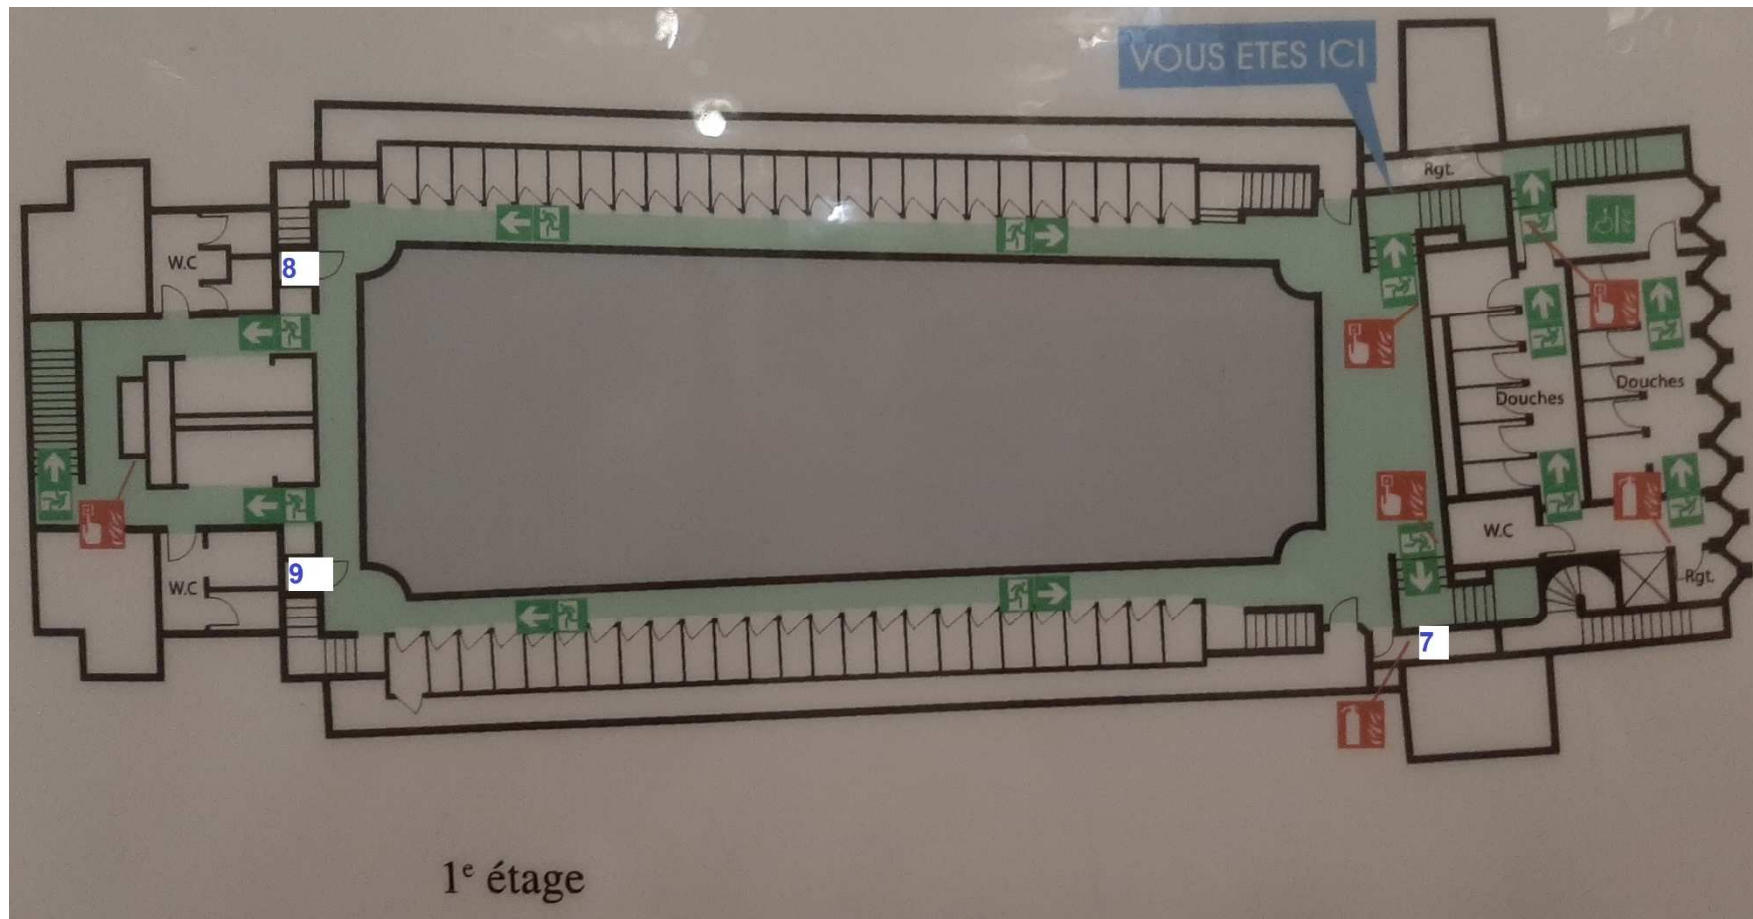 VOUS ETES ICI
Rgt.
W.C
8
Douches
Douches
W.C
Rgt.
9
W.C
7
1e étage